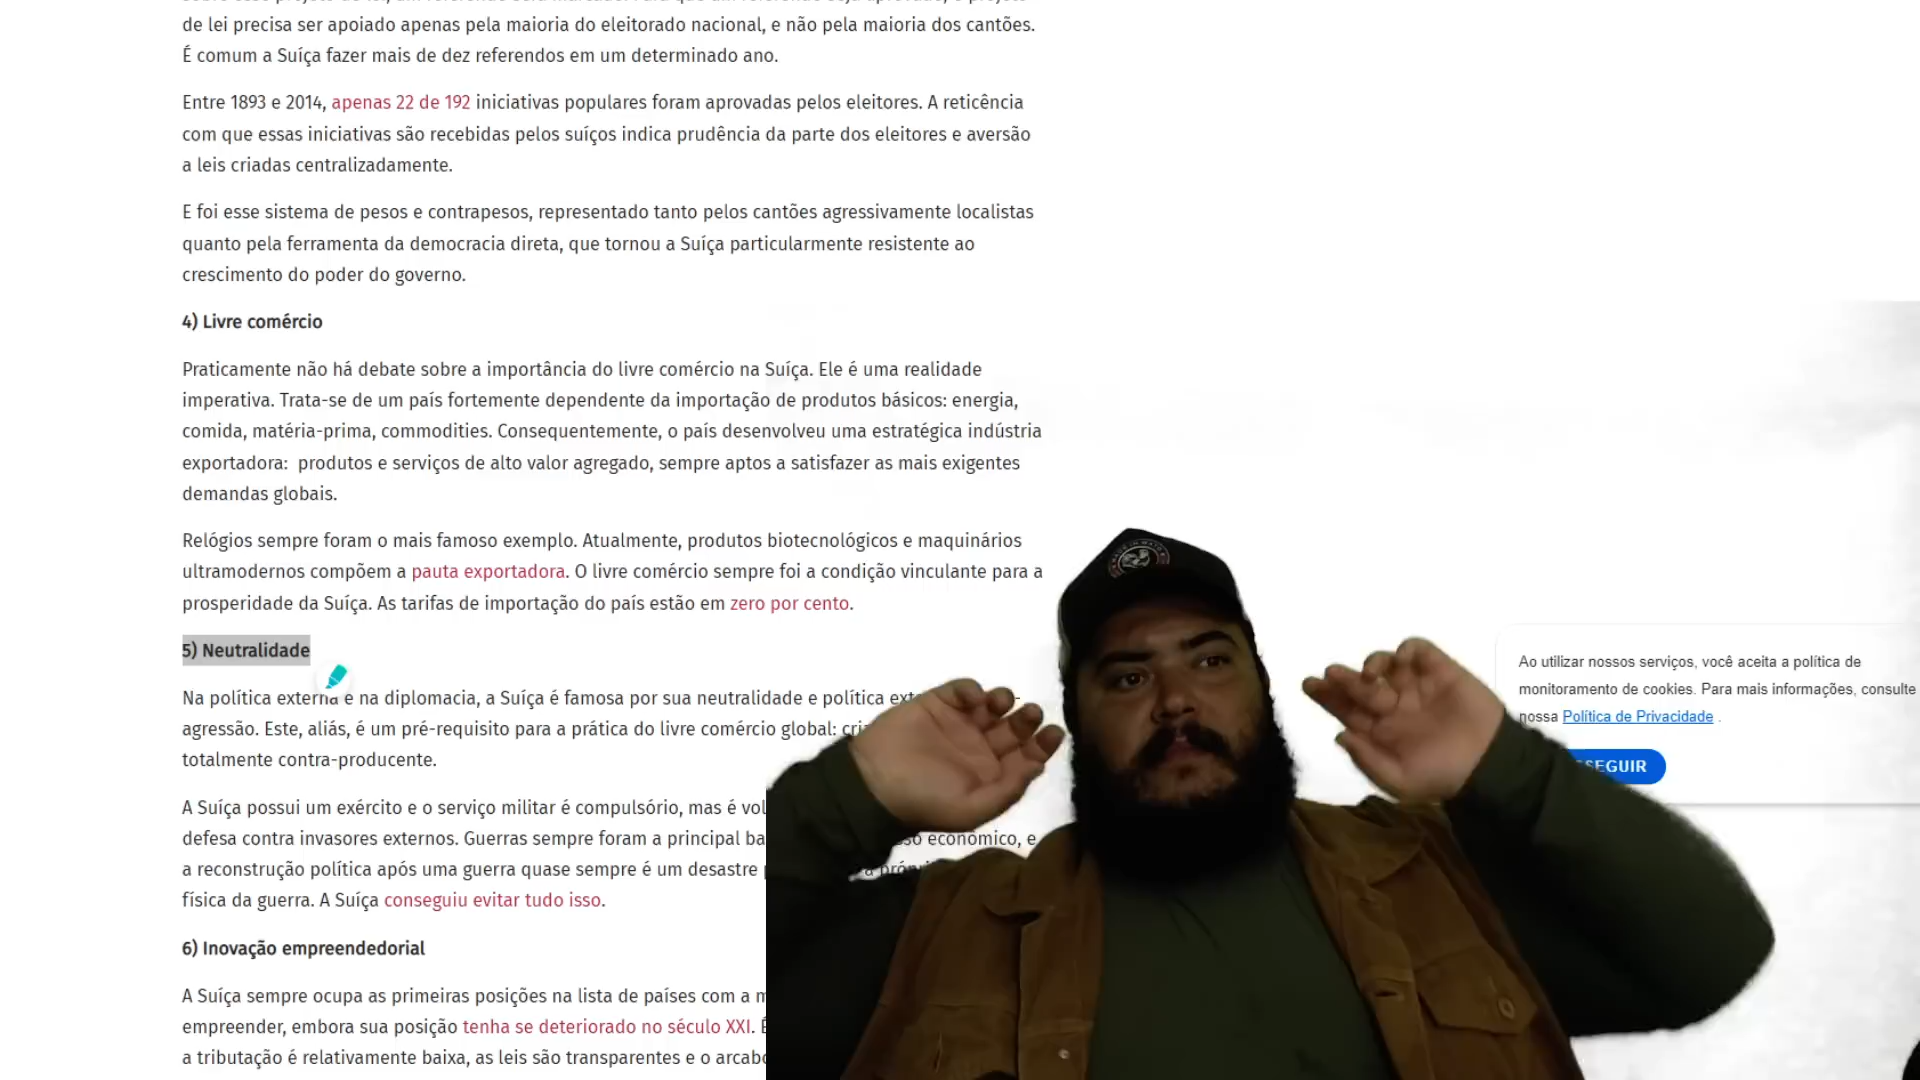 de lei precisa ser apoiado apenas pela maioria do eleitorado nacional, e não pela maioria dos cantões.
É comum a Suíça fazer mais de dez referendos em um determinado ano.
Entre 1893 e 2014, apenas 22 de 192 iniciativas populares foram aprovadas pelos eleitores. A reticência
com que essas iniciativas são recebidas pelos suíços indica prudência da parte dos eleitores e aversão
a leis criadas centralizadamente.
E foi esse sistema de pesos e contrapesos, representado tanto pelos cantões agressivamente localistas
quanto pela ferramenta da democracia direta, que tornou a Suíça particularmente resistente ao
crescimento do poder do governo.
4) Livre comércio
Praticamente não há debate sobre a importância do livre comércio na Suíça. Ele é uma realidade
imperativa. Trata-se de um país fortemente dependente da importação de produtos básicos: energia,
comida, matéria-prima, commodities. Consequentemente, o país desenvolveu uma estratégica indústria
exportadora: produtos e serviços de alto valor agregado, sempre aptos a satisfazer as mais exigentes
demandas globais.
Relógios sempre foram o mais famoso exemplo. Atualmente, produtos biotecnológicos e maquinários
ultramodernos compõem a pauta exportadora. O livre comércio sempre foi a condição vinculante para a
prosperidade da Suíça. As tarifas de importação do país estão em zero por cento.
5) Neutralidade
Na política externa e na diplomacia, a Suíça é famosa por sua neutralidade e política
agressão. Este, aliás, é um pré-requisito para a prática do livre comércio global:
totalmente contra-producente.
A Suíça possui um exército e o serviço militar é compulsório, mas é
defesa contra invasores externos. Guerras sempre foram a principal econômico, e
a reconstrução política após uma guerra quase sempre é um desastre
física da guerra. A Suíça conseguiu evitar tudo isso.
6) Inovação empreendedorial
A Suíça sempre ocupa as primeiras posições na lista de países com a
empreender, embora sua posição tenha se deteriorado no século XXI.
a tributação é relativamente baixa, as leis são transparentes e o
Ao utilizar nossos serviços, você aceita a política de
monitoramento de cookies. Para mais informações, consulte
nossa Política de Privacidade .